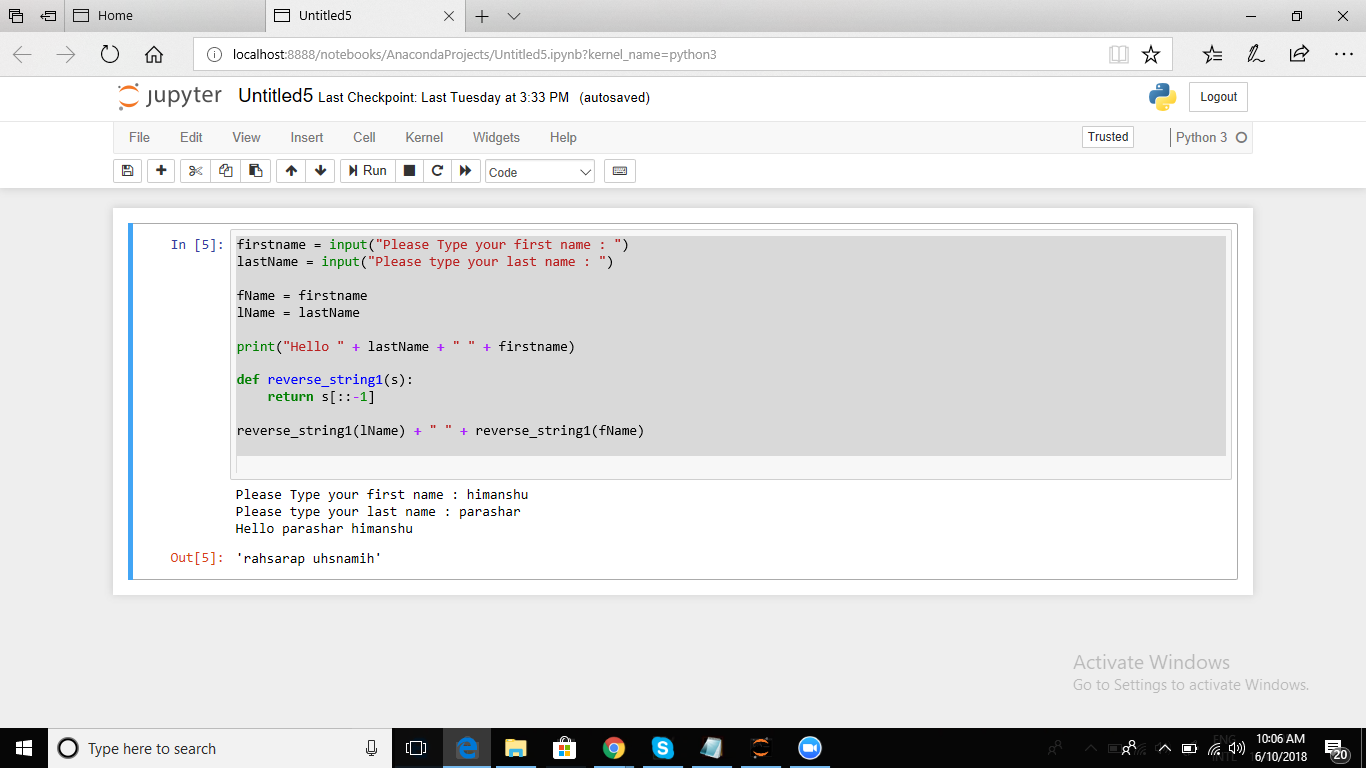 Home
Untitled5
localhost:8888/notebooks/AnacondaProjects/Untitled5.ipynb?kernel_name=python3
jupyter Untitled5 Last Checkpoint: Last Tuesday at 3:33 PM (autosaved)
Logout
File Edit View Insert Cell Kernel Widgets Help
Trusted
Python 3
Run
Code
In [5]:
firstname = input("Please Type your first name : ")
lastName = input("Please type your last name : ")
fName = firstname
lName = lastName
print("Hello " + lastName + " " + firstname)
def reverse_string1(s):
    return s[::-1]
reverse_string1(lName) + " " + reverse_string1(fName)
Please Type your first name : himanshu
Please type your last name : parashar
Hello parashar himanshu
Out[5]: 'rahsarap uhsnamih'
Activate Windows
Go to Settings to activate Windows.
Type here to search
ENG
INTL
10:06 AM
6/10/2018
20